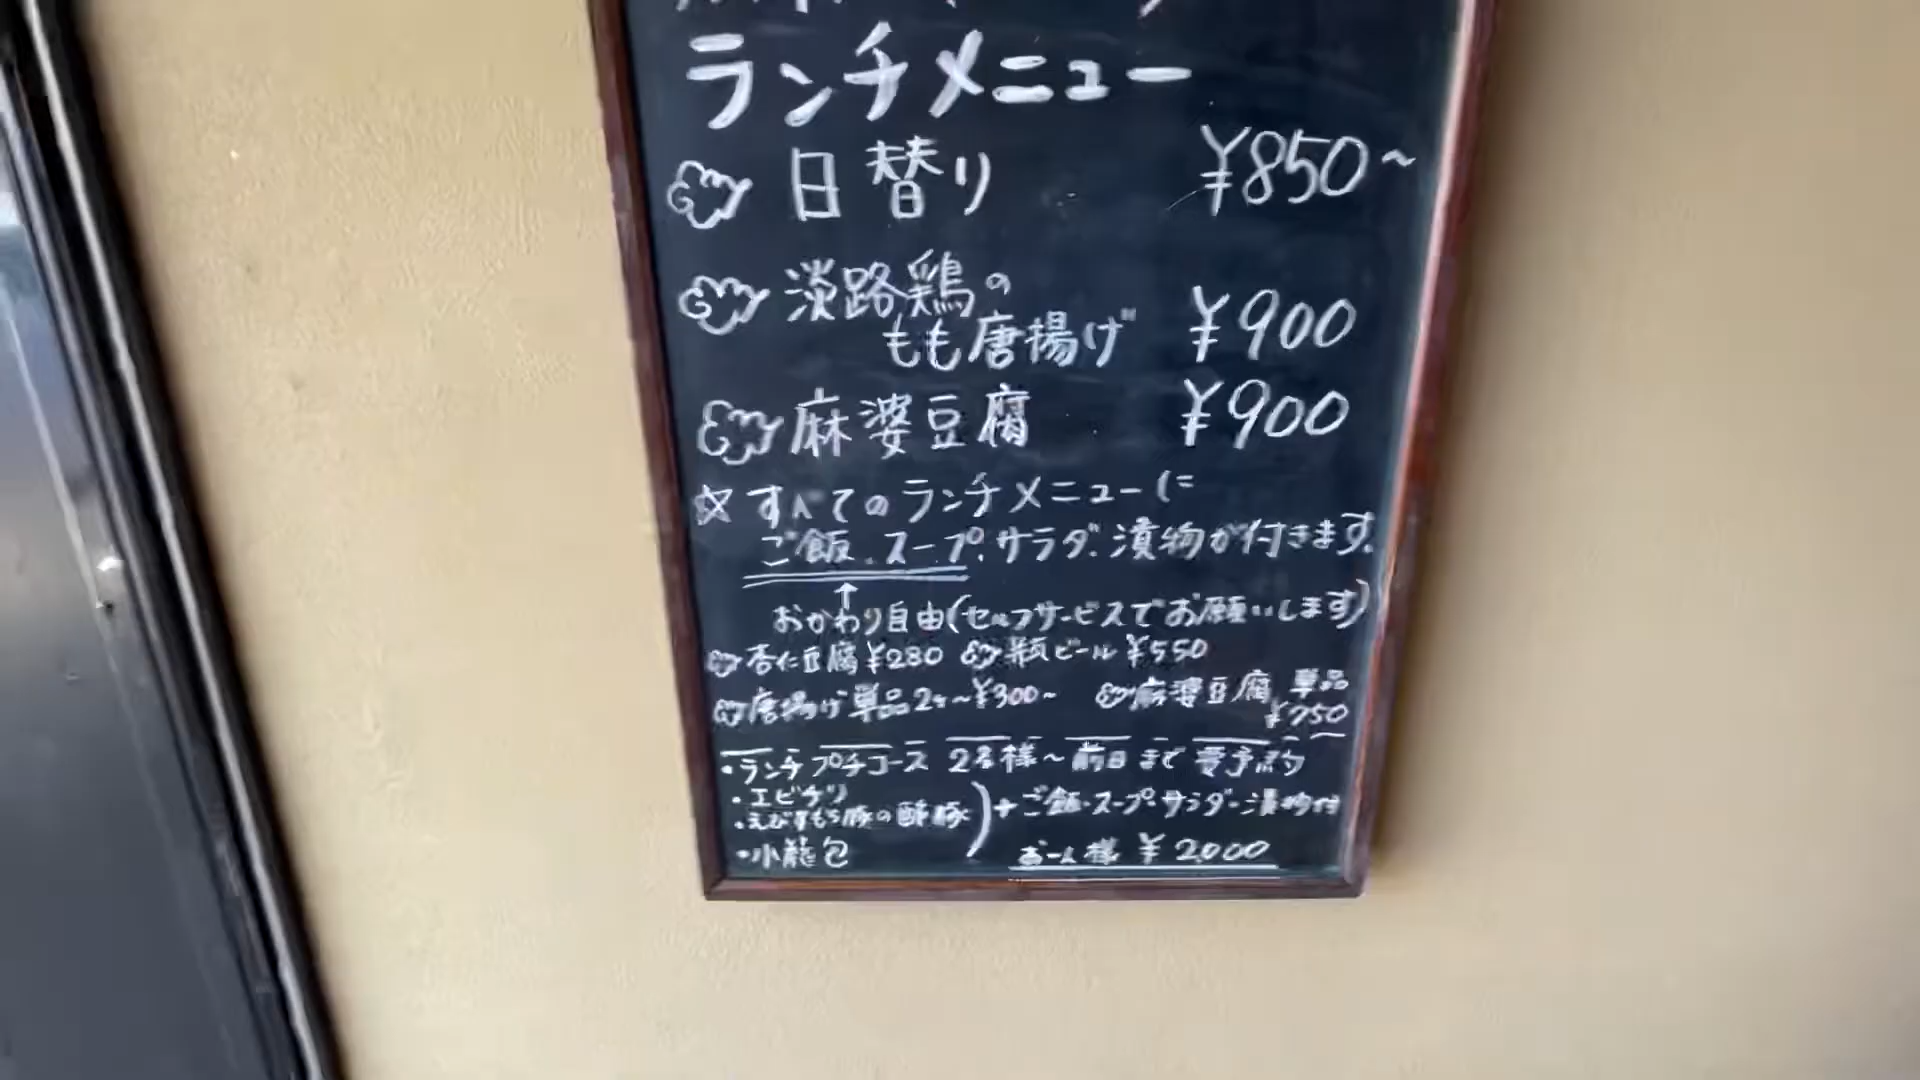 ランチメニュー
日替り ¥850~
淡路鶏の
もも唐揚げ ¥900
麻婆豆腐 ¥900
☆すべてのランチメニューに
ご飯.スープ.サラダ.漬物が付きます.
↑
おかわり自由(セルフサービスでお願いします)
杏仁豆腐¥280 瓶ビール¥550
唐揚げ単品2ヶ~¥300~ 麻婆豆腐 単品
¥750
・ランチプチコース 2名様~前日まで要予約
・エビチリ
・えびすもち豚の酢豚 )+ご飯・スープ・サラダ・漬物付
・小籠包 お一人様 ¥2,000